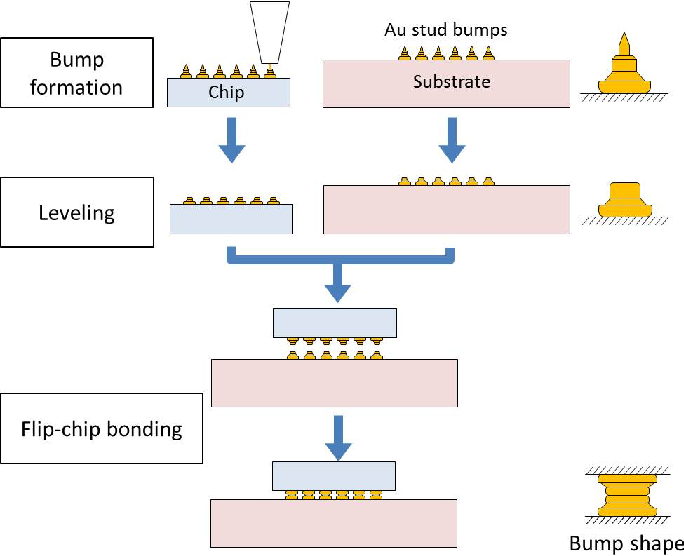 Bump
formation
Chip
Au stud bumps
Substrate
Leveling
Flip-chip bonding
Bump shape